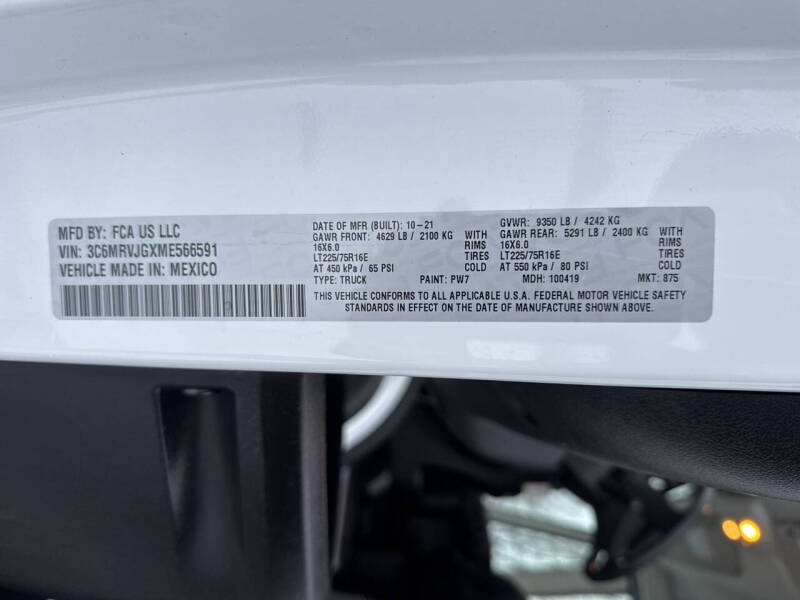 MFD BY: FCA US LLC
VIN: 3C6MRVJGXME566591
VEHICLE MADE IN: MEXICO
DATE OF MFR (BUILT): 10-21
GAWR FRONT: 4629 LB / 2100 KG WITH
16X6.0 RIMS
LT225/75R16E TIRES
AT 450 kPa / 65 PSI COLD
TYPE: TRUCK PAINT: PW7
GVWR: 9350 LB / 4242 KG
GAWR REAR: 5291 LB / 2400 KG WITH
16X6.0 RIMS
LT225/75R16E TIRES
AT 550 kPa / 80 PSI COLD
MDH: 100419 MKT: 875
THIS VEHICLE CONFORMS TO ALL APPLICABLE U.S.A. FEDERAL MOTOR VEHICLE SAFETY
STANDARDS IN EFFECT ON THE DATE OF MANUFACTURE SHOWN ABOVE.